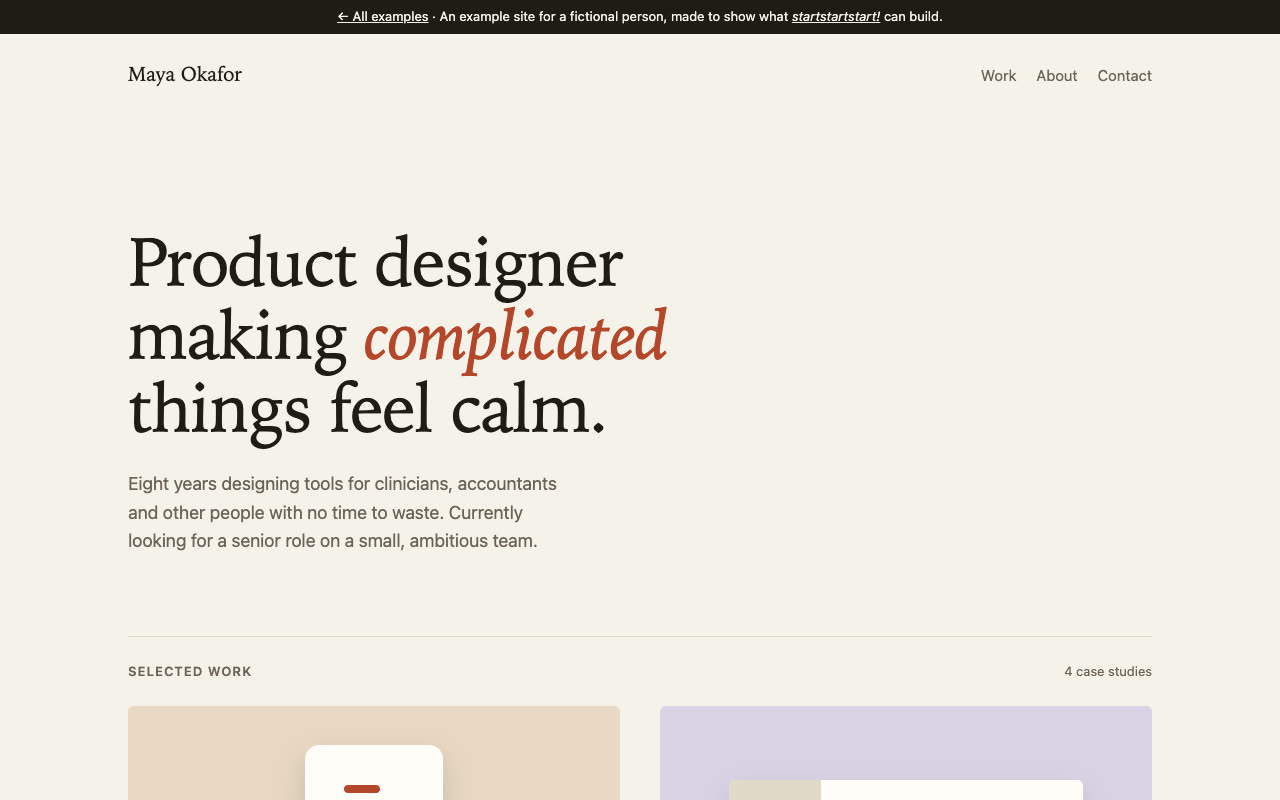 ← All examples · An example site for a fictional person, made to show what startstartstart! can build.
Maya Okafor
Work About Contact
Product designer
making complicated
things feel calm.
Eight years designing tools for clinicians, accountants
and other people with no time to waste. Currently
looking for a senior role on a small, ambitious team.
SELECTED WORK
4 case studies